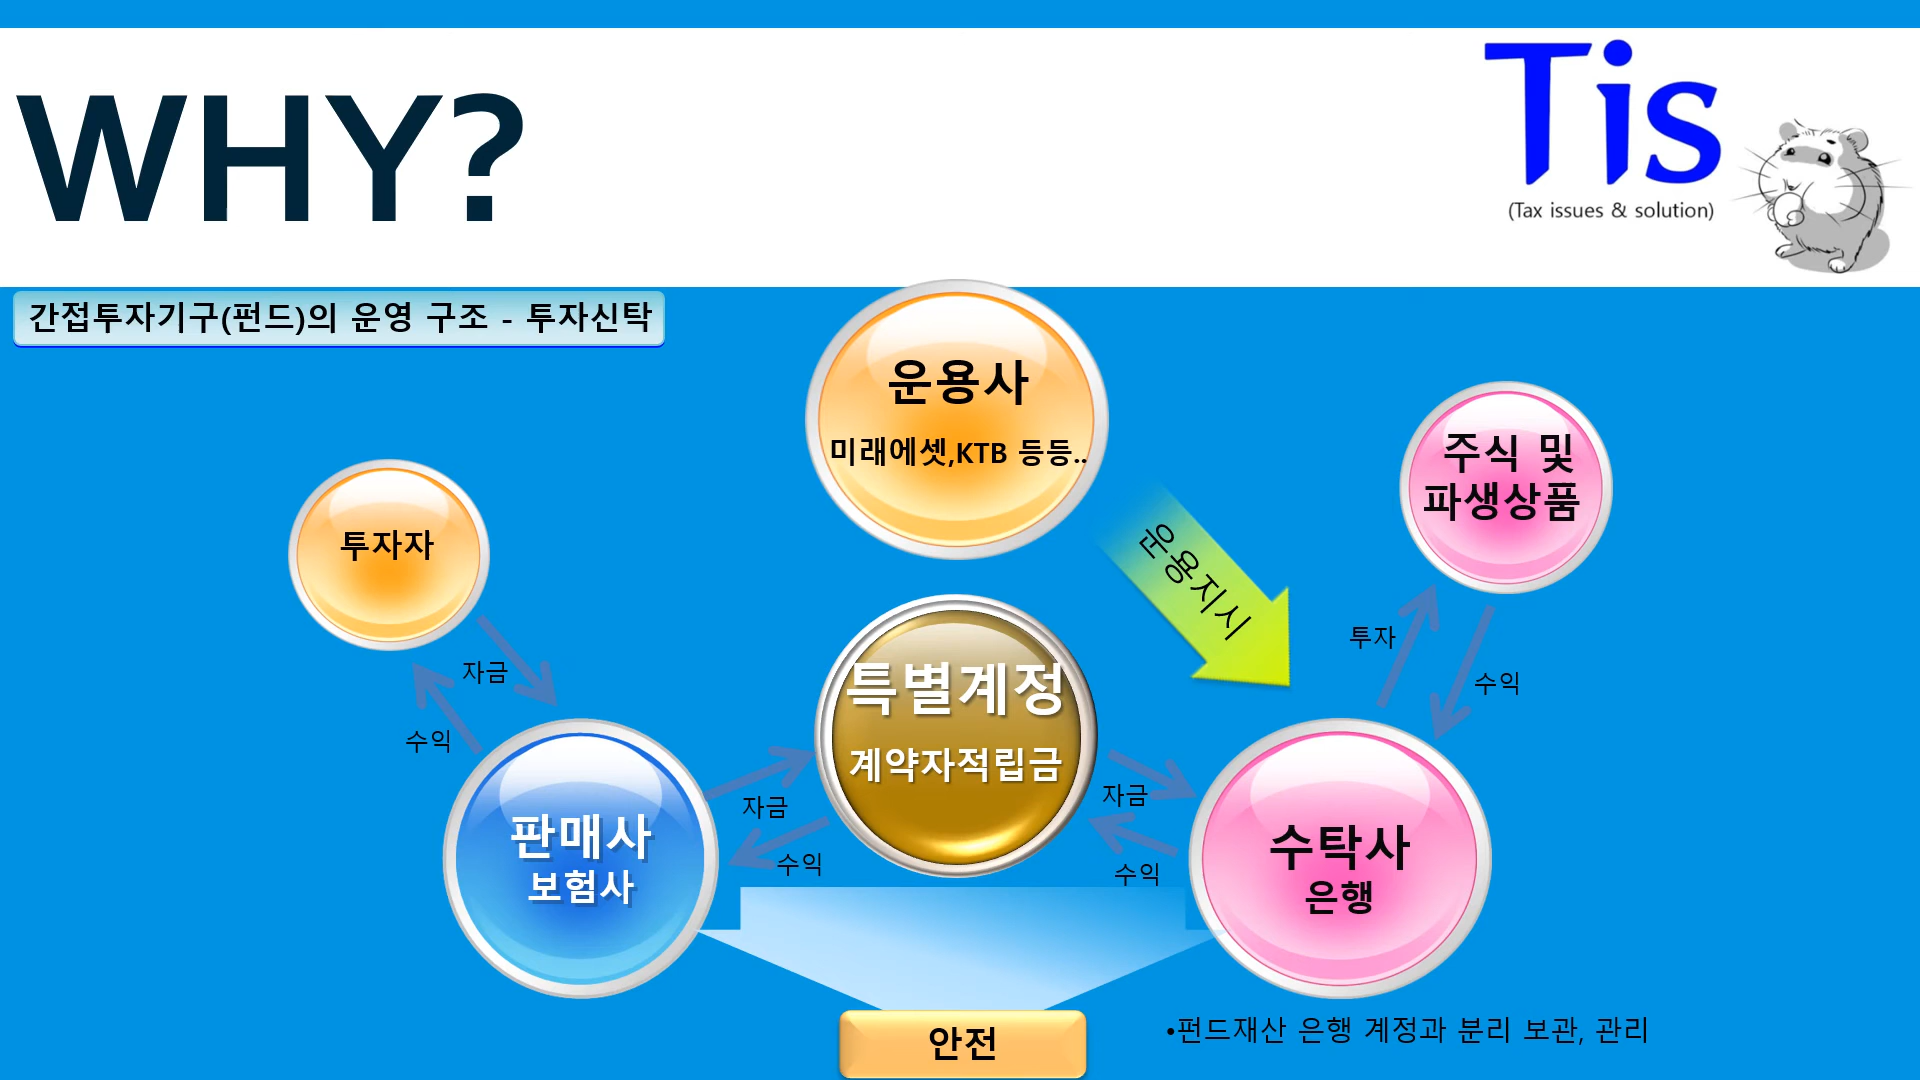 WHY?
Tis
(Tax issues & solution)
간접투자기구(펀드)의 운영 구조 - 투자신탁
운용사
미래에셋,KTB 등등..
주식 및
파생상품
투자자
운용지시
투자
수익
자금
수익
특별계정
계약자적립금
자금
수익
자금
수익
판매사
보험사
수탁사
은행
안전
•펀드재산 은행 계정과 분리 보관, 관리